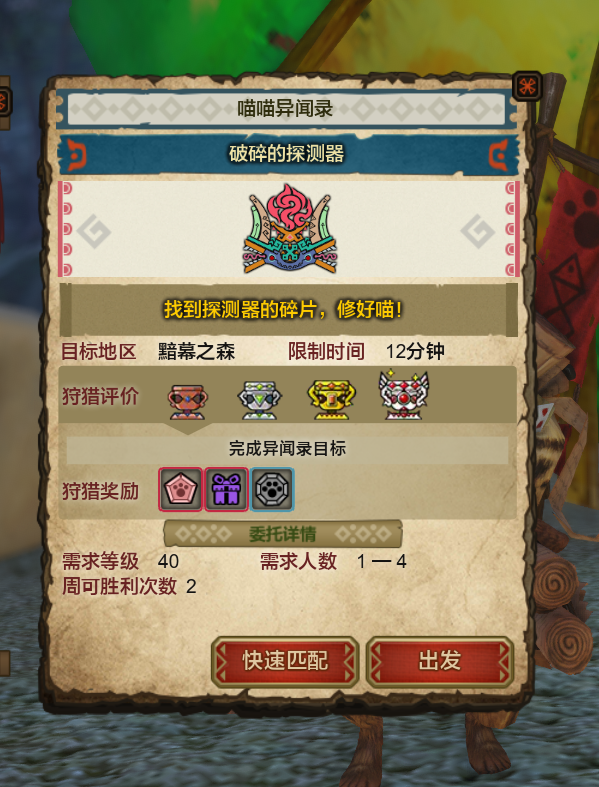 喵喵异闻录
破碎的探测器
找到探测器的碎片，修好喵！
目标地区 黯幕之森 限制时间 12分钟
狩猎评价
完成异闻录目标
狩猎奖励
委托详情
需求等级 40 需求人数 1 — 4
周可胜利次数 2
快速匹配 出发